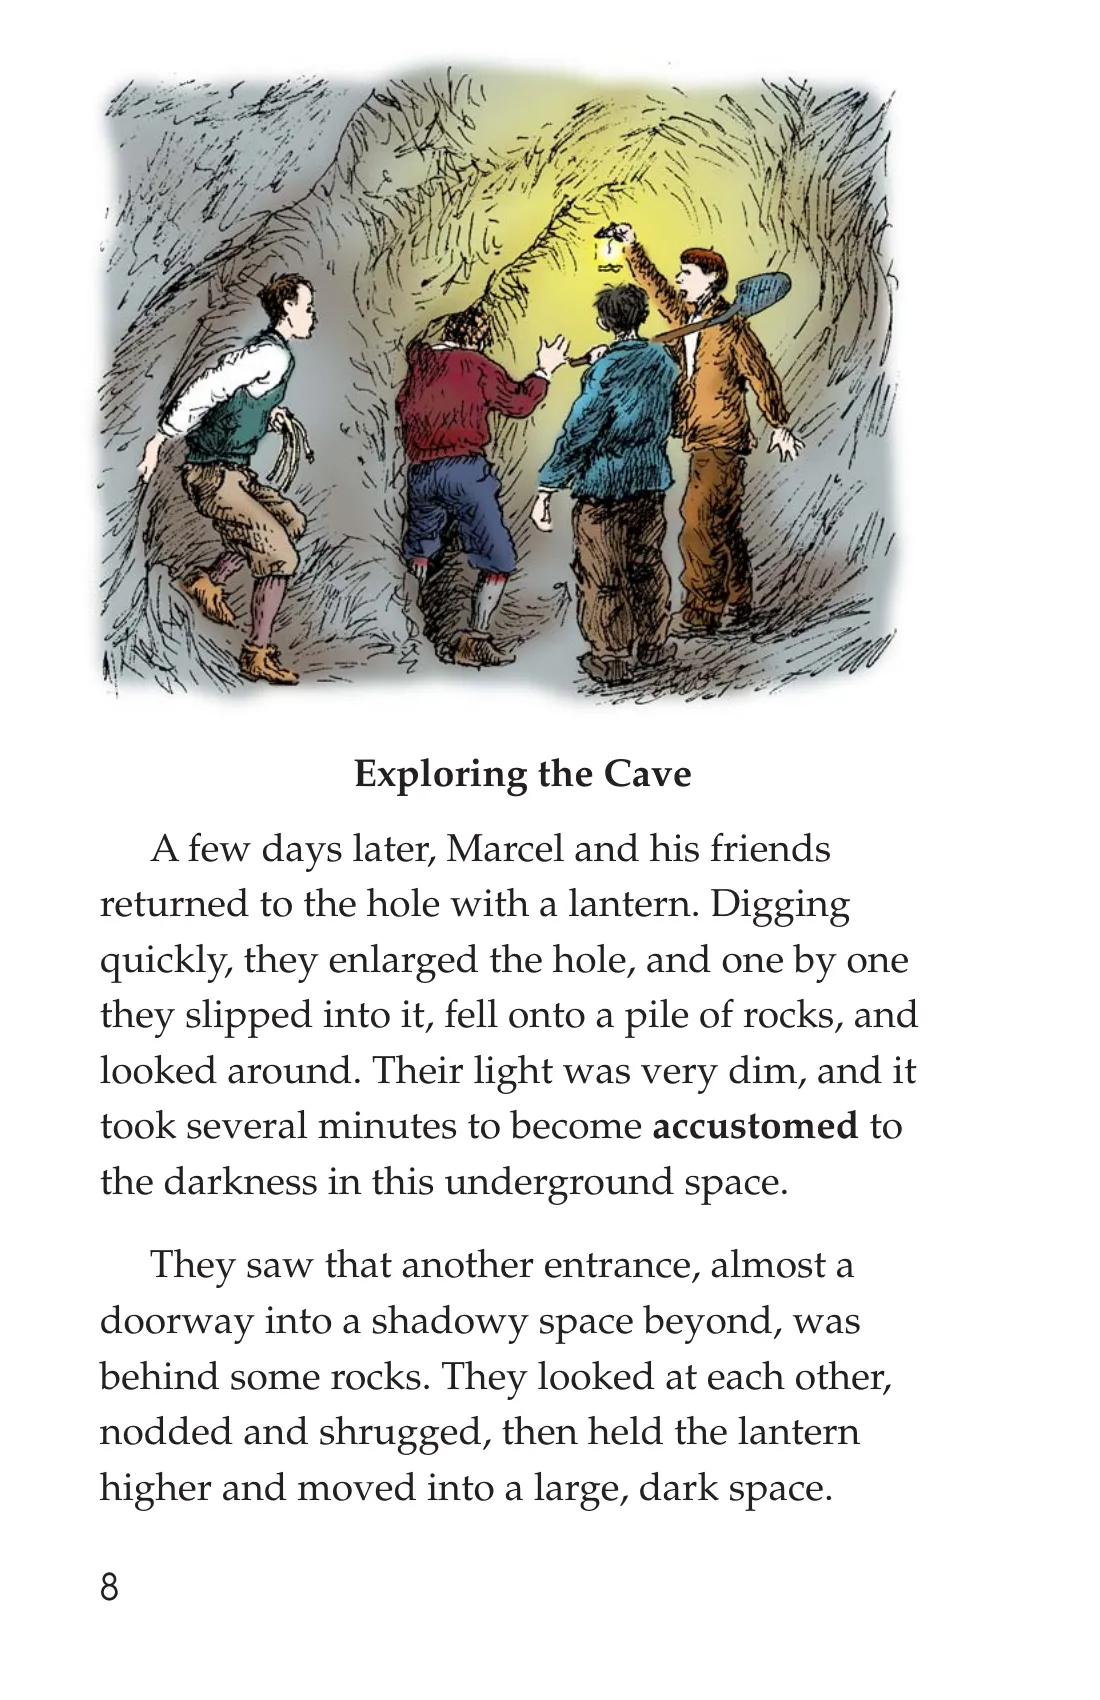 Exploring the Cave
A few days later, Marcel and his friends
returned to the hole with a lantern. Digging
quickly, they enlarged the hole, and one by one
they slipped into it, fell onto a pile of rocks, and
looked around. Their light was very dim, and it
took several minutes to become accustomed to
the darkness in this underground space.
They saw that another entrance, almost a
doorway into a shadowy space beyond, was
behind some rocks. They looked at each other,
nodded and shrugged, then held the lantern
higher and moved into a large, dark space.
8